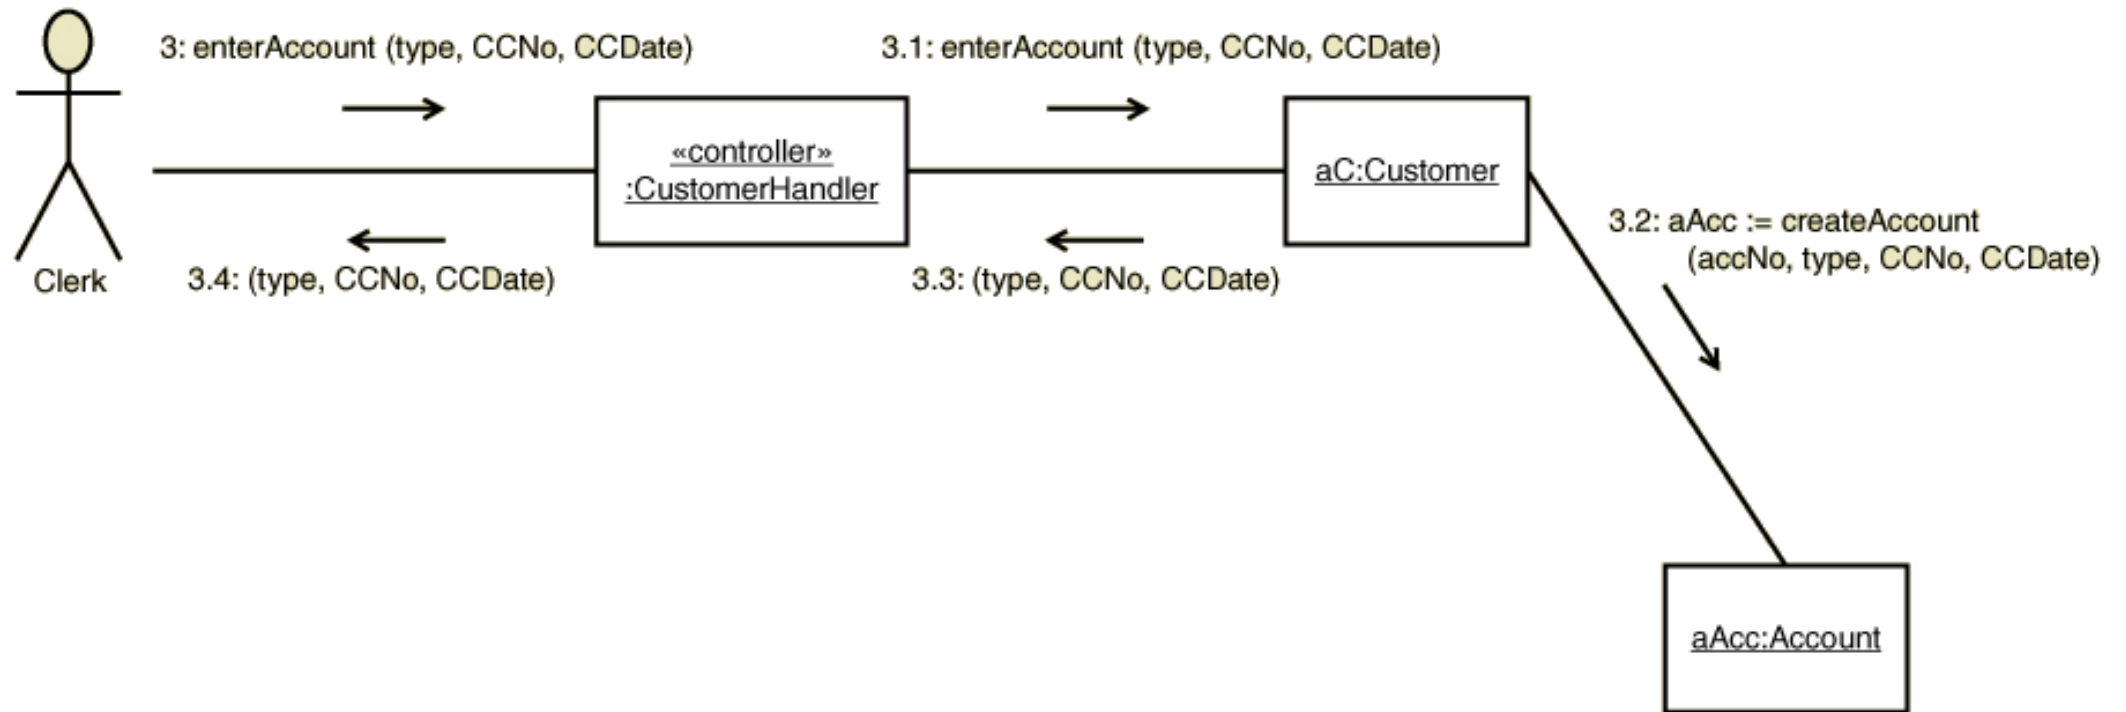 3: enterAccount (type, CCNo, CCDate)
3.1: enterAccount (type, CCNo, CCDate)
«controller»
:CustomerHandler
aC:Customer
3.2: aAcc := createAccount
(accNo, type, CCNo, CCDate)
Clerk
3.4: (type, CCNo, CCDate)
3.3: (type, CCNo, CCDate)
aAcc:Account